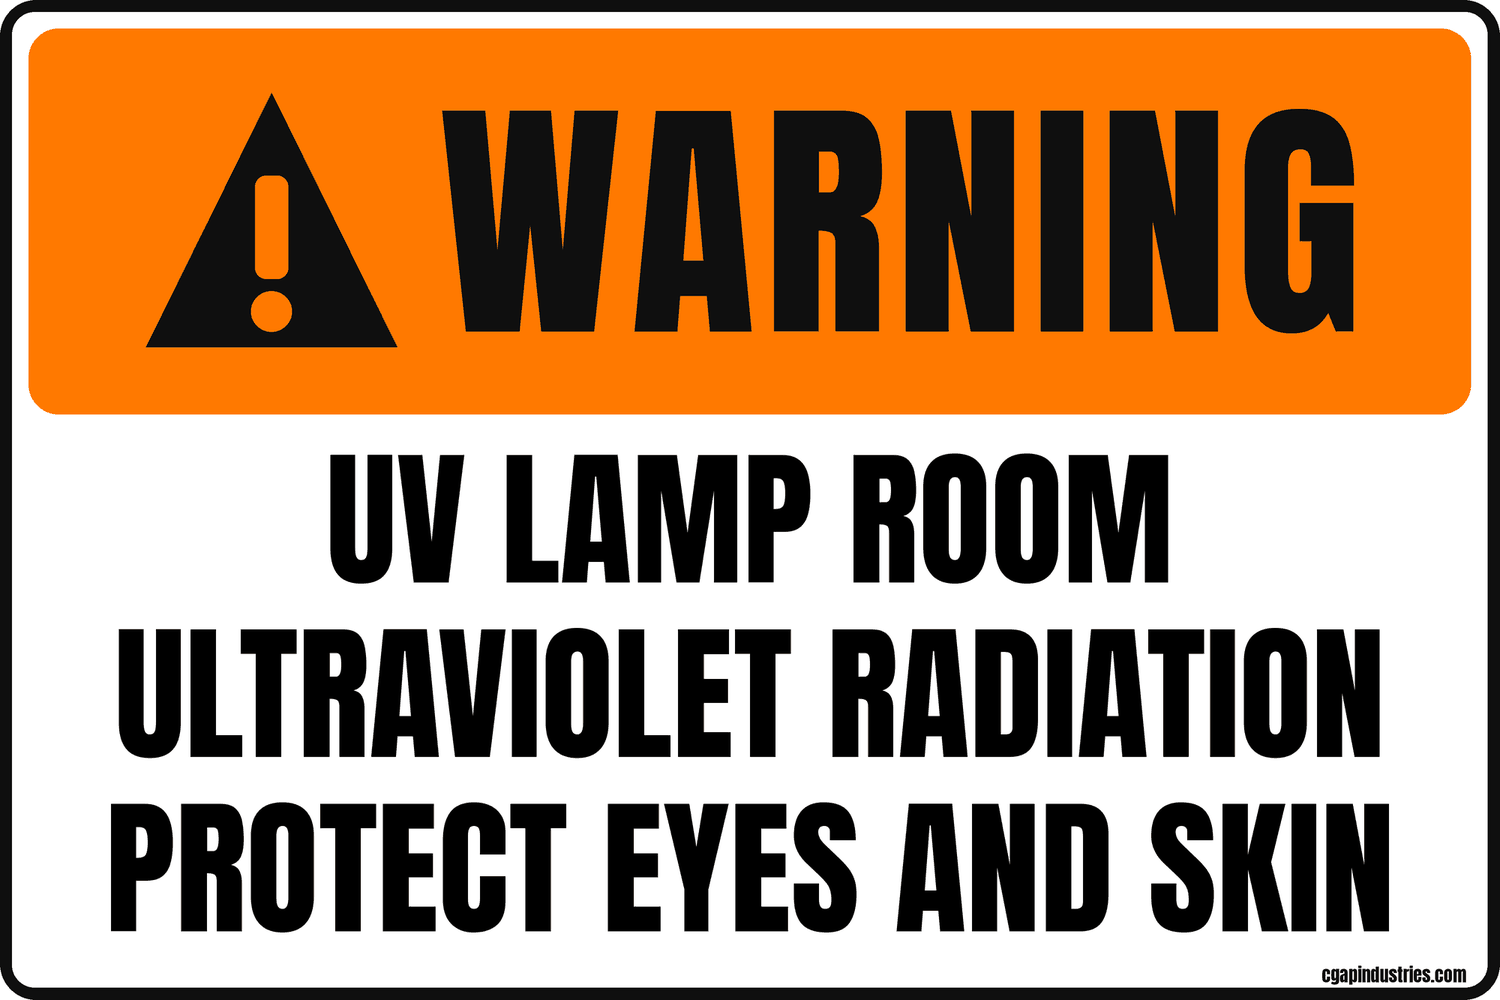 WARNING
UV LAMP ROOM
ULTRAVIOLET RADIATION
PROTECT EYES AND SKIN
cgapindustries.com